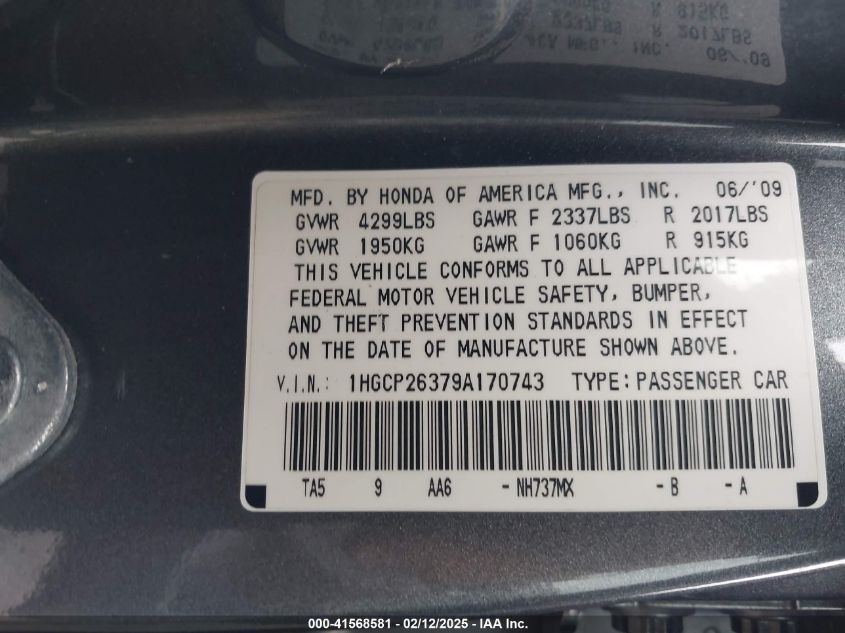 MFD. BY HONDA OF AMERICA MFG., INC. 06/'09
GVWR 4299LBS GAWR F 2337LBS R 2017LBS
GVWR 1950KG GAWR F 1060KG R 915KG
THIS VEHICLE CONFORMS TO ALL APPLICABLE
FEDERAL MOTOR VEHICLE SAFETY, BUMPER,
AND THEFT PREVENTION STANDARDS IN EFFECT
ON THE DATE OF MANUFACTURE SHOWN ABOVE.
V.I.N.: 1HGCP26379A170743 TYPE: PASSENGER CAR
TA5 9 AA6 -NH737MX -B -A
000-41568581 - 02/12/2025 - IAA Inc.